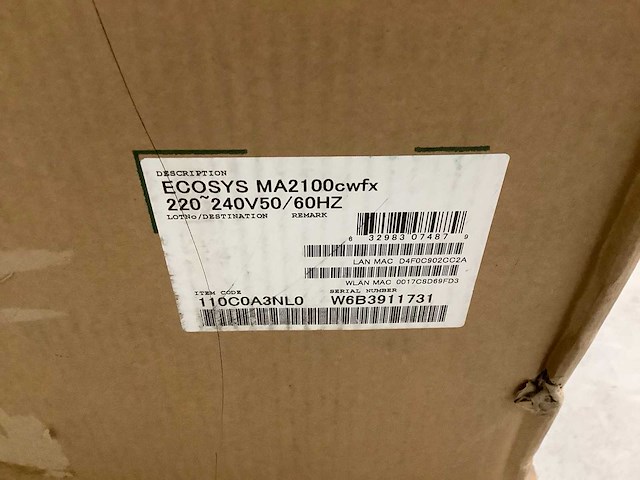 DESCRIPTION
ECOSYS MA2100cwfx
220~240V50/60HZ
LOTNo/DESTINATION REMARK
6 32983 07487 9
LAN MAC D4F0C902CC2A
WLAN MAC 0017C8D69FD3
ITEM CODE SERIAL NUMBER
110C0A3NL0 W6B3911731